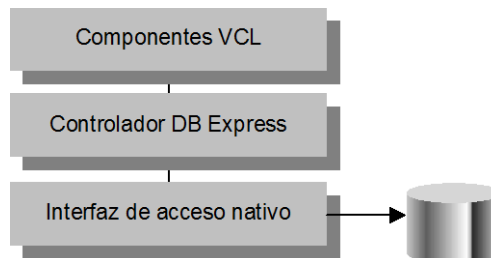 Componentes VCL
Controlador DB Express
Interfaz de acceso nativo